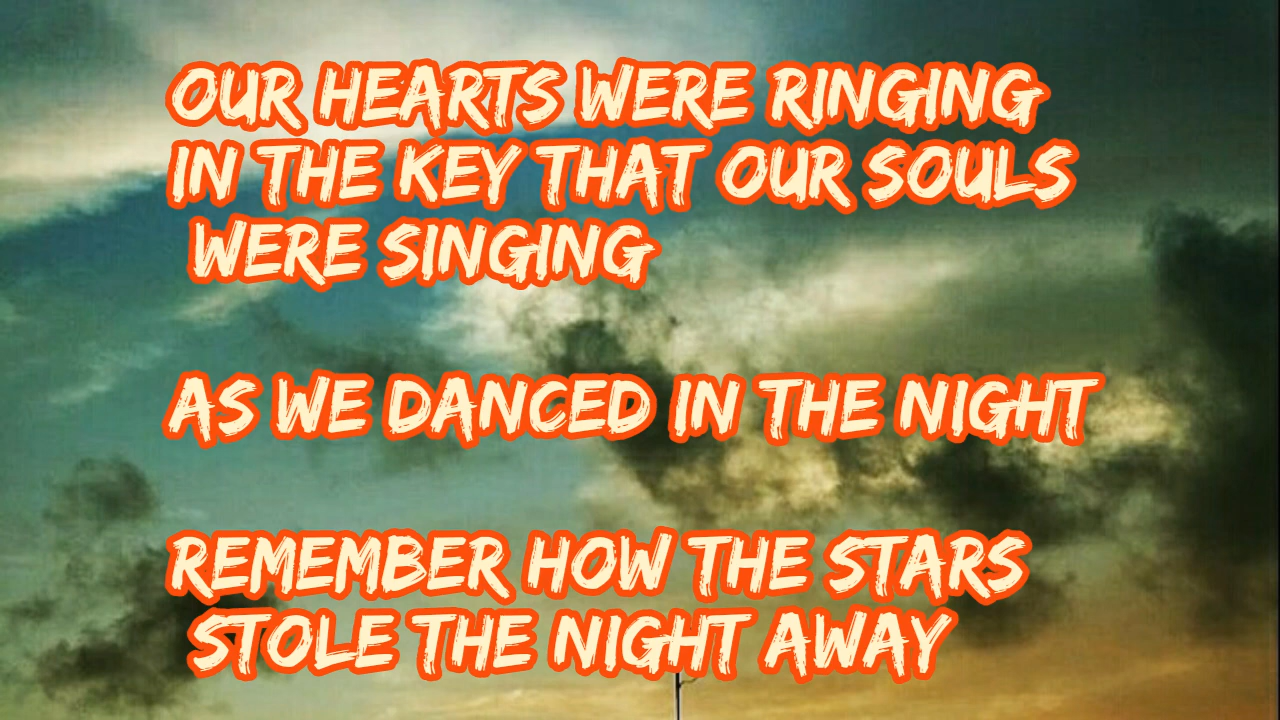 OUR HEARTS WERE RINGING
IN THE KEY THAT OUR SOULS
WERE SINGING
AS WE DANCED IN THE NIGHT
REMEMBER HOW THE STARS
STOLE THE NIGHT AWAY